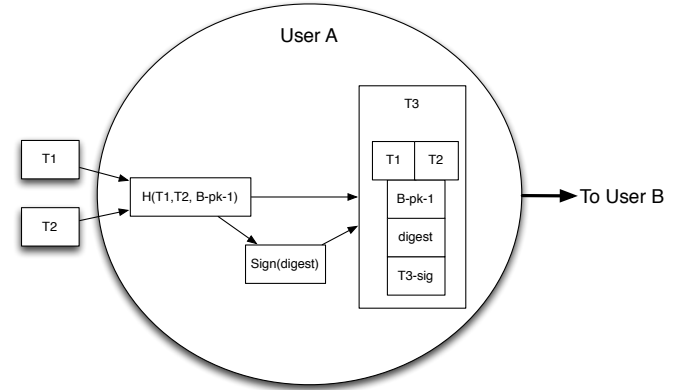 User A
T3
T1
T1 T2
H(T1,T2, B-pk-1)
B-pk-1
To User B
T2
digest
Sign(digest)
T3-sig